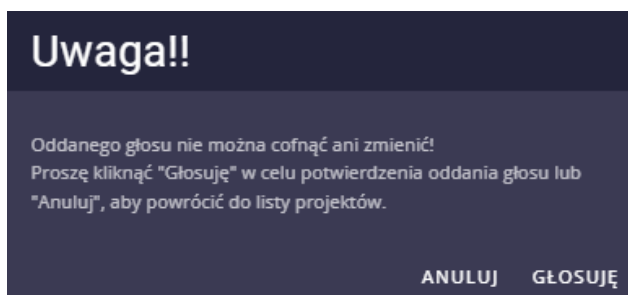 Uwaga!!
Oddanego głosu nie można cofnąć ani zmienić!
Proszę kliknąć "Głosuję" w celu potwierdzenia oddania głosu lub
"Anuluj", aby powrócić do listy projektów.
ANULUJ GŁOSUJĘ